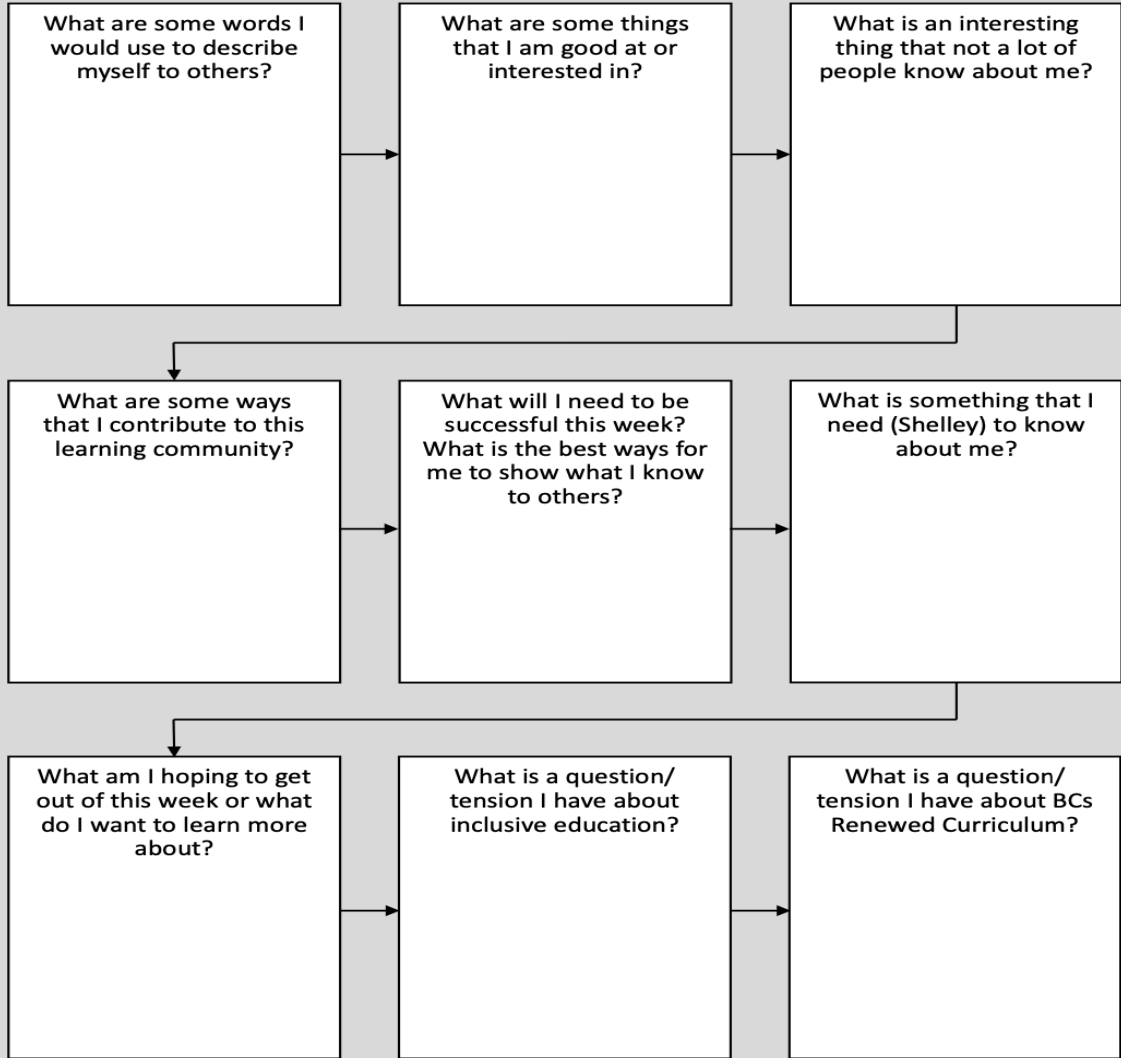 What are some words I
would use to describe
myself to others?
What are some things
that I am good at or
interested in?
What is an interesting
thing that not a lot of
people know about me?
What are some ways
that I contribute to this
learning community?
What will I need to be
successful this week?
What is the best ways for
me to show what I know
to others?
What is something that I
need (Shelley) to know
about me?
What am I hoping to get
out of this week or what
do I want to learn more
about?
What is a question/
tension I have about
inclusive education?
What is a question/
tension I have about BCs
Renewed Curriculum?